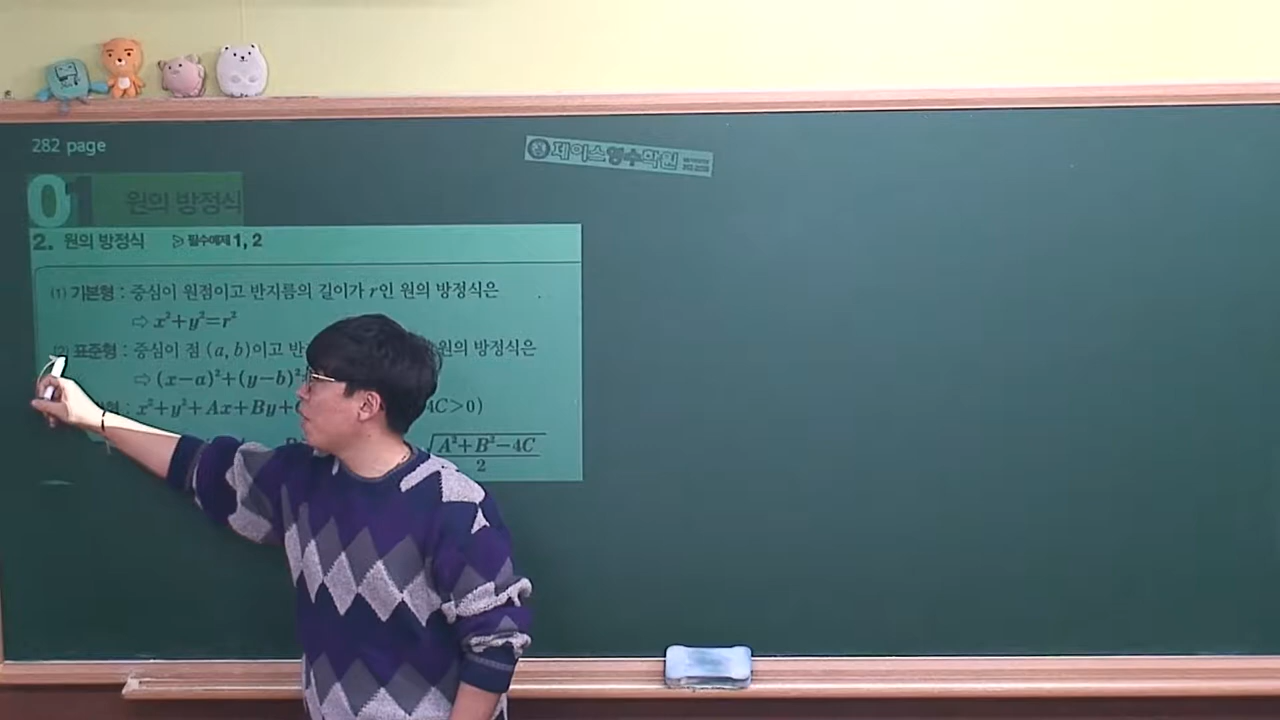 282 page
제이스영수학원
01 원의 방정식
2. 원의 방정식 필수예제 1, 2
(1) 기본형 : 중심이 원점이고 반지름의 길이가 r인 원의 방정식은
⇨ x²+y²=r²
(2) 표준형 : 중심이 점 (a, b)이고 반 원의 방정식은
⇨ (x-a)²+(y-b)²
형 : x²+y²+Ax+By+ 4C>0)
√A²+B²-4C
2